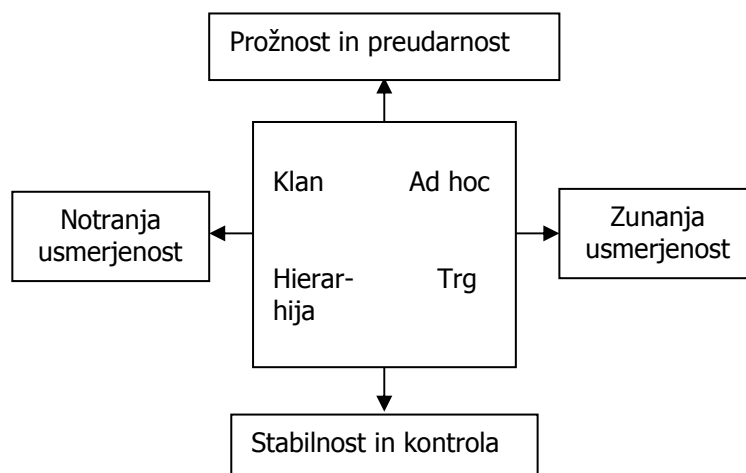 Prožnost in preudarnost
Klan
Ad hoc
Notranja
usmerjenost
Zunanja
usmerjenost
Hierar-
hija
Trg
Stabilnost in kontrola